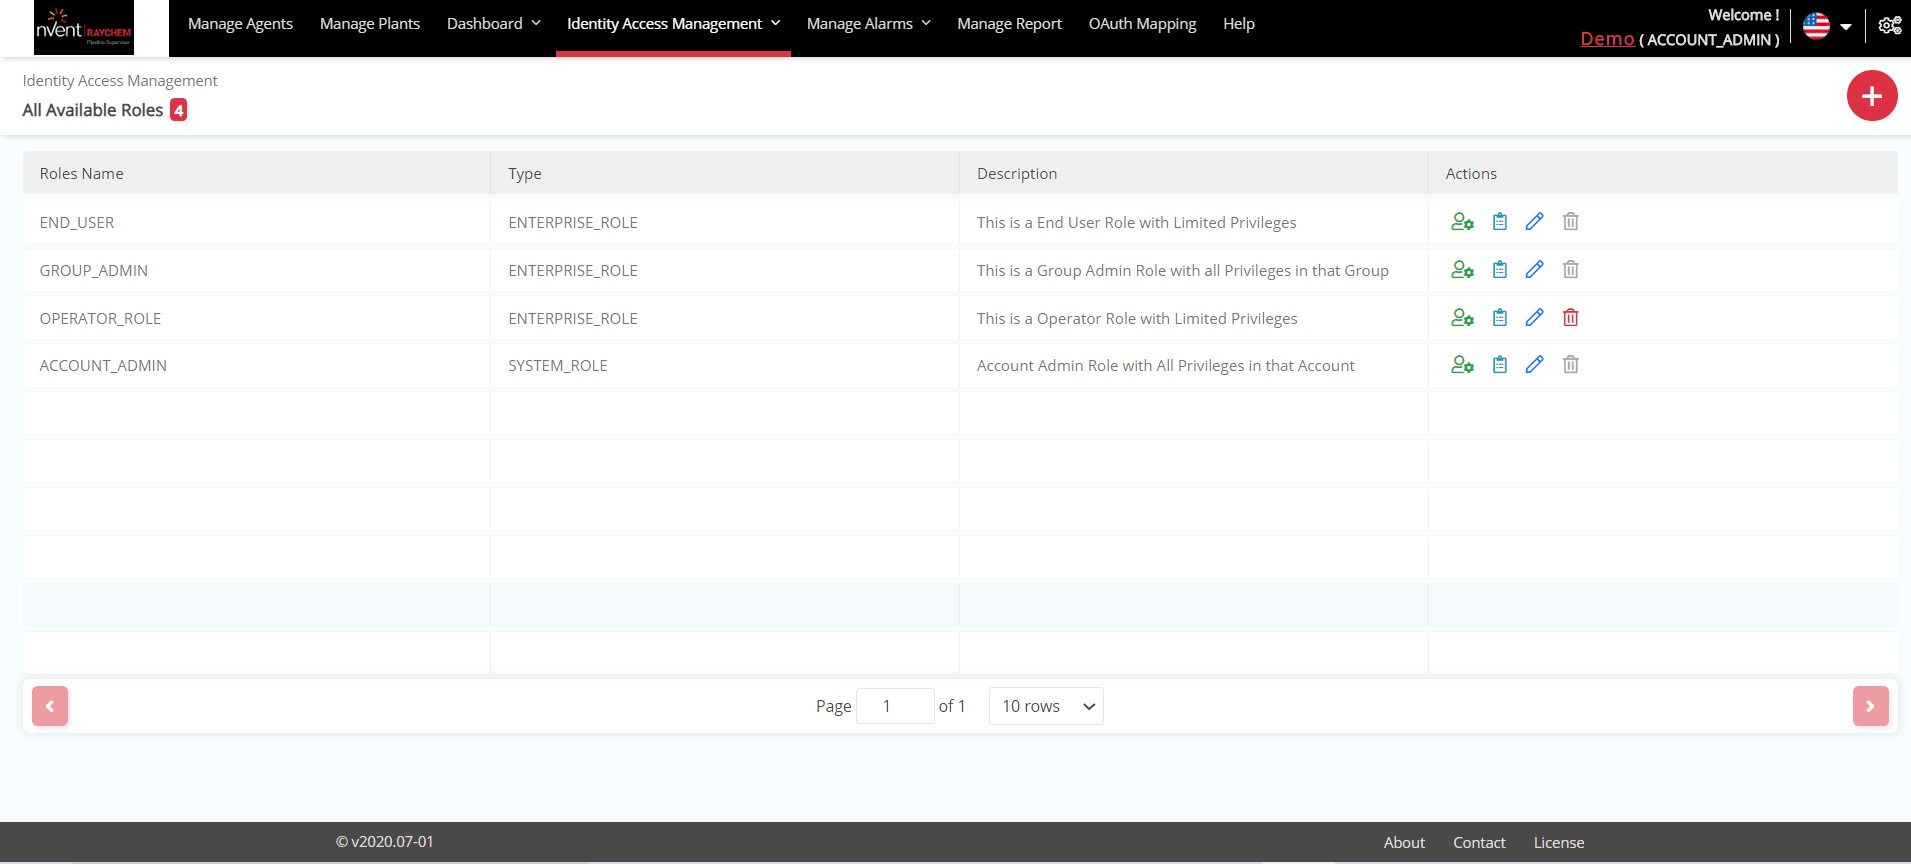 nvent RAYCHEM
Pipeline Supervisor
Manage Agents Manage Plants Dashboard Identity Access Management Manage Alarms Manage Report OAuth Mapping Help
Welcome !
Demo ( ACCOUNT_ADMIN )
Identity Access Management
All Available Roles 4
Roles Name Type Description Actions
END_USER ENTERPRISE_ROLE This is a End User Role with Limited Privileges
GROUP_ADMIN ENTERPRISE_ROLE This is a Group Admin Role with all Privileges in that Group
OPERATOR_ROLE ENTERPRISE_ROLE This is a Operator Role with Limited Privileges
ACCOUNT_ADMIN SYSTEM_ROLE Account Admin Role with All Privileges in that Account
Page 1 of 1 10 rows
© v2020.07-01 About Contact License